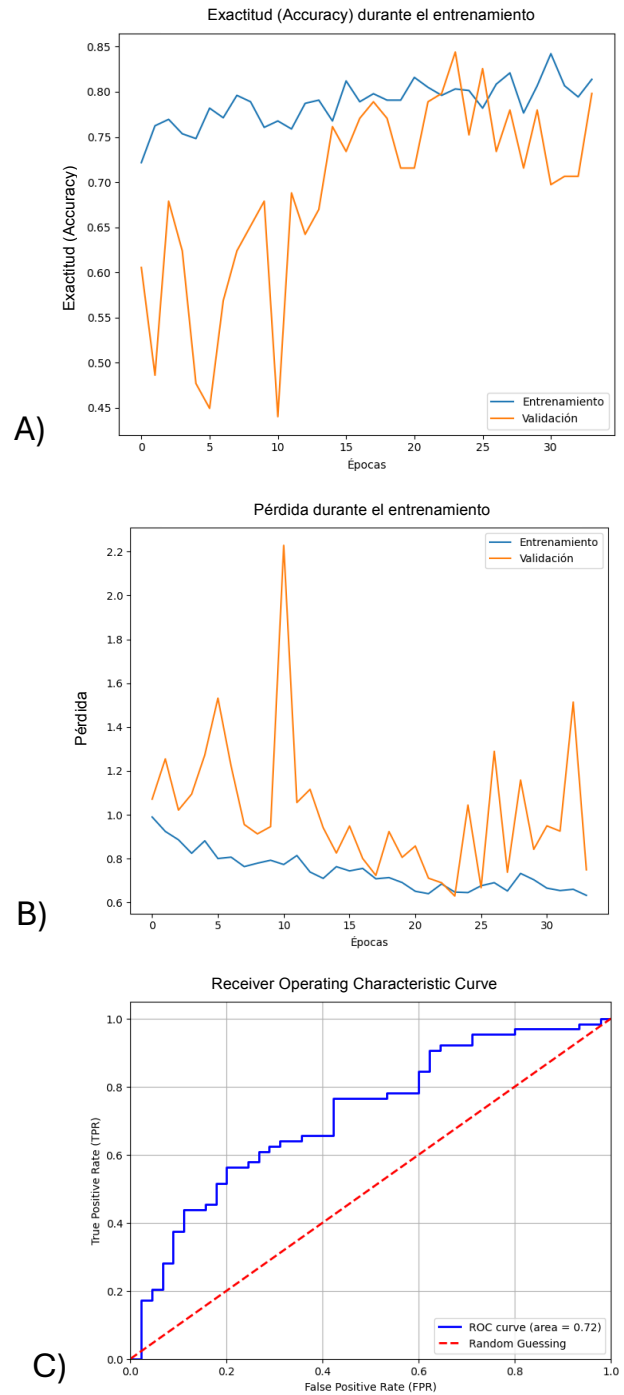 Exactitud (Accuracy) durante el entrenamiento
0.85
0.80
0.75
0.70
0.65
0.60
0.55
0.50
0.45
Exactitud (Accuracy)
Entrenamiento
Validación
0 5 10 15 20 25 30
Épocas
A)
Pérdida durante el entrenamiento
Entrenamiento
Validación
2.2
2.0
1.8
1.6
1.4
1.2
1.0
0.8
0.6
Pérdida
0 5 10 15 20 25 30
Épocas
B)
Receiver Operating Characteristic Curve
1.0
0.8
0.6
0.4
0.2
0.0
True Positive Rate (TPR)
ROC curve (area = 0.72)
Random Guessing
0.0 0.2 0.4 0.6 0.8 1.0
False Positive Rate (FPR)
C)